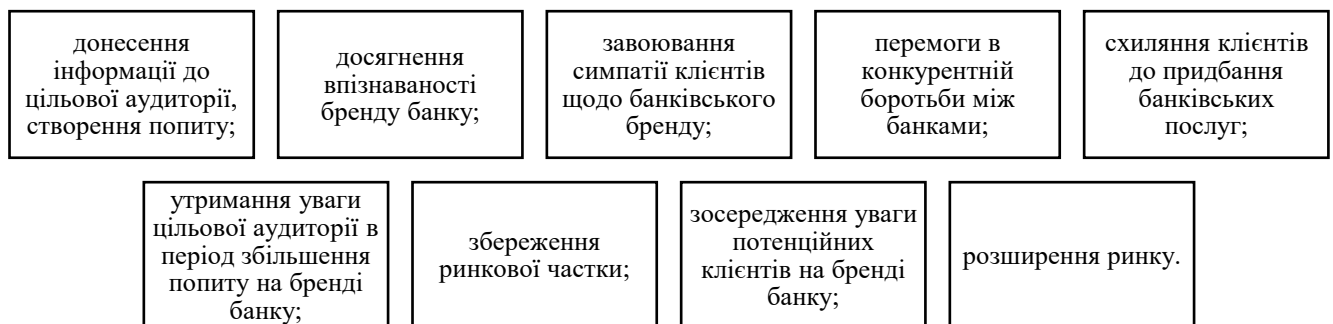 донесення
інформації до
цільової аудиторії,
створення попиту;
досягнення
впізнаваності
бренду банку;
завоювання
симпатії клієнтів
щодо банківського
бренду;
перемоги в
конкурентній
боротьби між
банками;
схиляння клієнтів
до придбання
банківських
послуг;
утримання уваги
цільової аудиторії в
період збільшення
попиту на бренді
банку;
збереження
ринкової частки;
зосередження уваги
потенційних
клієнтів на бренді
банку;
розширення ринку.